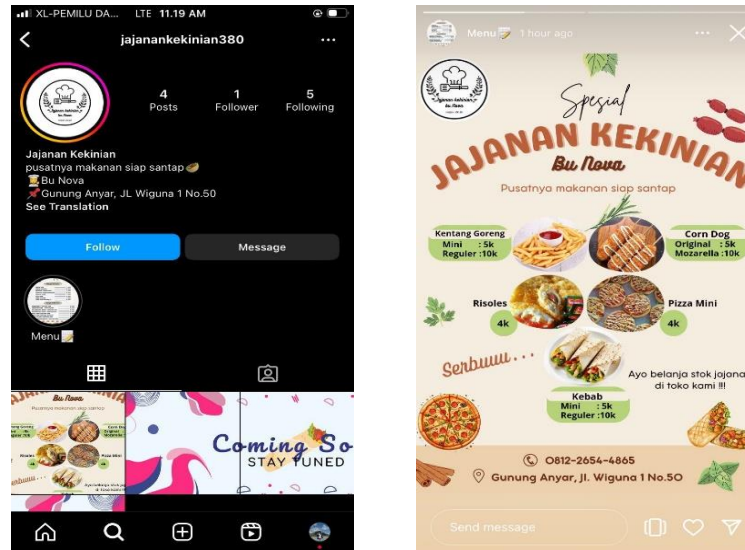 XL-PEMILU DA... LTE 11.19 AM
jajanankekinian380
4 1 5
Posts Follower Following
Jajanan Kekinian
pusatnya makanan siap santap
Bu Nova
Gunung Anyar, JL Wiguna 1 No.50
See Translation
Follow Message
Menu
Bu Nova
Coming So
STAY TUNED
Menu 1 hour ago
Spesial
JAJANAN KEKINIAN
Bu Nova
Pusatnya makanan siap santap
Kentang Goreng
Mini : 5k
Reguler :10k
Corn Dog
Original : 5k
Mozarella :10k
Risoles
4k
Pizza Mini
4k
Serbuuu...
Kebab
Mini : 5k
Reguler :10k
Ayo belanja stok jajana
di toko kami !!!
0812-2654-4865
Gunung Anyar, Jl. Wiguna 1 No.50
Send message